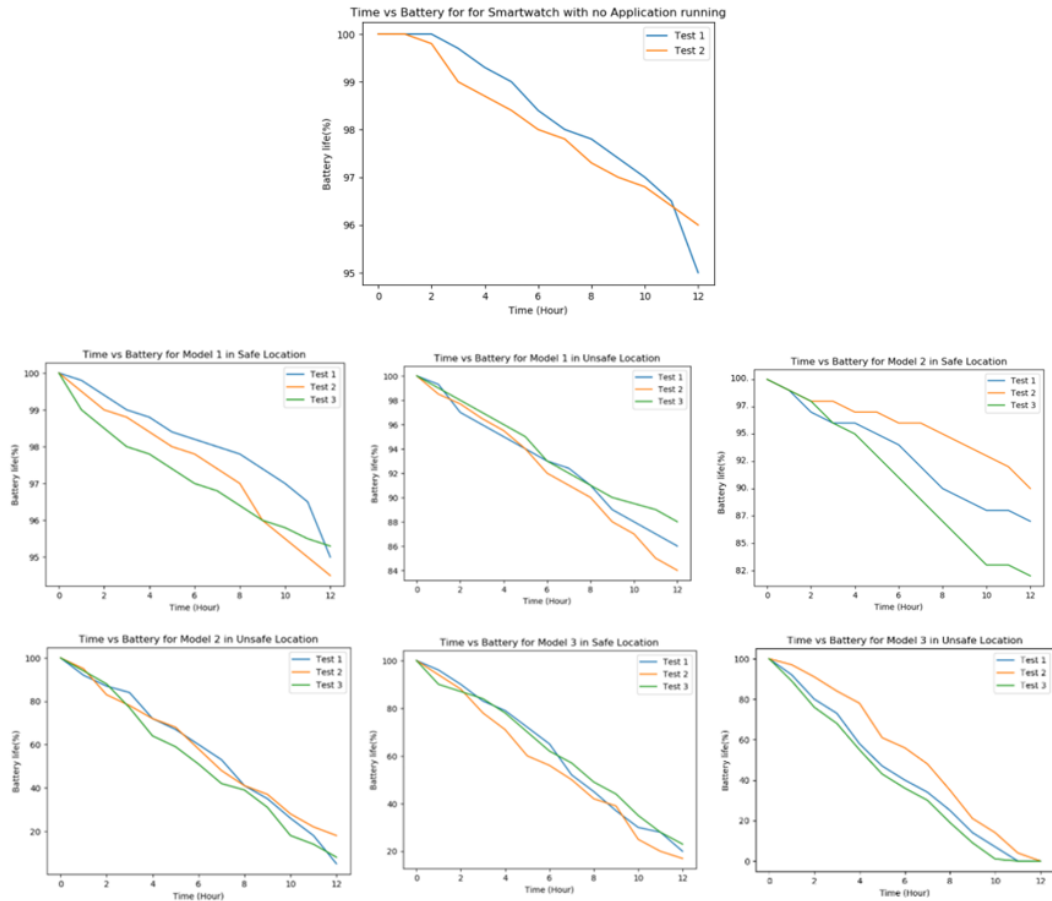 Time vs Battery for for Smartwatch with no Application running
Test 1
Test 2
Battery life(%)
100
99
98
97
96
95
0 2 4 6 8 10 12
Time (Hour)
Time vs Battery for Model 1 in Safe Location
Test 1
Test 2
Test 3
Battery life(%)
100
99
98
97
96
95
0 2 4 6 8 10 12
Time (Hour)
Time vs Battery for Model 1 in Unsafe Location
Test 1
Test 2
Test 3
Battery life(%)
100
98
96
94
92
90
88
86
84
0 2 4 6 8 10 12
Time (Hour)
Time vs Battery for Model 2 in Safe Location
Test 1
Test 2
Test 3
Battery life(%)
100.
97.
95.
92.
90.
87.
85.
82.
0 2 4 6 8 10 12
Time (Hour)
Time vs Battery for Model 2 in Unsafe Location
Test 1
Test 2
Test 3
Battery life(%)
100
80
60
40
20
0 2 4 6 8 10 12
Time (Hour)
Time vs Battery for Model 3 in Safe Location
Test 1
Test 2
Test 3
Battery life(%)
100
80
60
40
20
0 2 4 6 8 10 12
Time (Hour)
Time vs Battery for Model 3 in Unsafe Location
Test 1
Test 2
Test 3
Battery life(%)
100
80
60
40
20
0
0 2 4 6 8 10 12
Time (Hour)